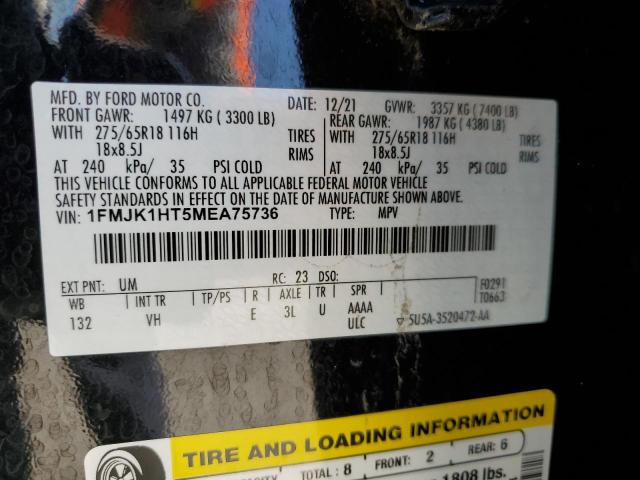 MFD. BY FORD MOTOR CO. DATE: 12/21 GVWR: 3357 KG (7400 LB)
FRONT GAWR: 1497 KG (3300 LB) REAR GAWR: 1987 KG (4380 LB)
WITH 275/65R18 116H TIRES 275/65R18 116H
18x8.5J RIMS 18x8.5J
AT 240 kPa/ 35 PSI COLD AT 240 kPa/ 35 PSI COLD
THIS VEHICLE CONFORMS TO ALL APPLICABLE FEDERAL MOTOR VEHICLE
SAFETY STANDARDS IN EFFECT ON THE DATE OF MANUFACTURE SHOWN ABOVE.
VIN: 1FMJK1HT5MEA75736 TYPE: MPV
EXT PNT: UM RC: 23 DSO: F0291
WB INT TR TP/PS R AXLE TR SPR T0663
132 VH E 3L U AAAA
ULC 5U5A-3520472-AA
TIRE AND LOADING INFORMATION
TOTAL: 8 FRONT: 2 REAR: 6
1808 lbs.